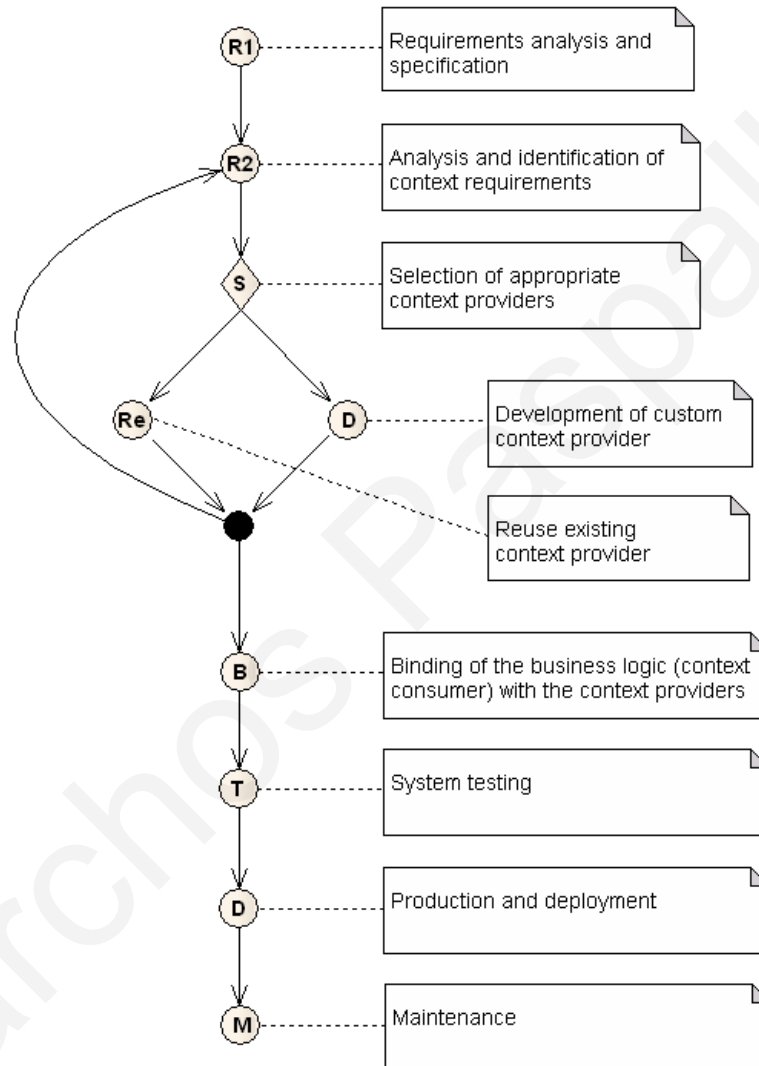 R1
Requirements analysis and
specification
R2
Analysis and identification of
context requirements
S
Selection of appropriate
context providers
Re
D
Development of custom
context provider
Reuse existing
context provider
B
Binding of the business logic (context
consumer) with the context providers
T
System testing
D
Production and deployment
M
Maintenance